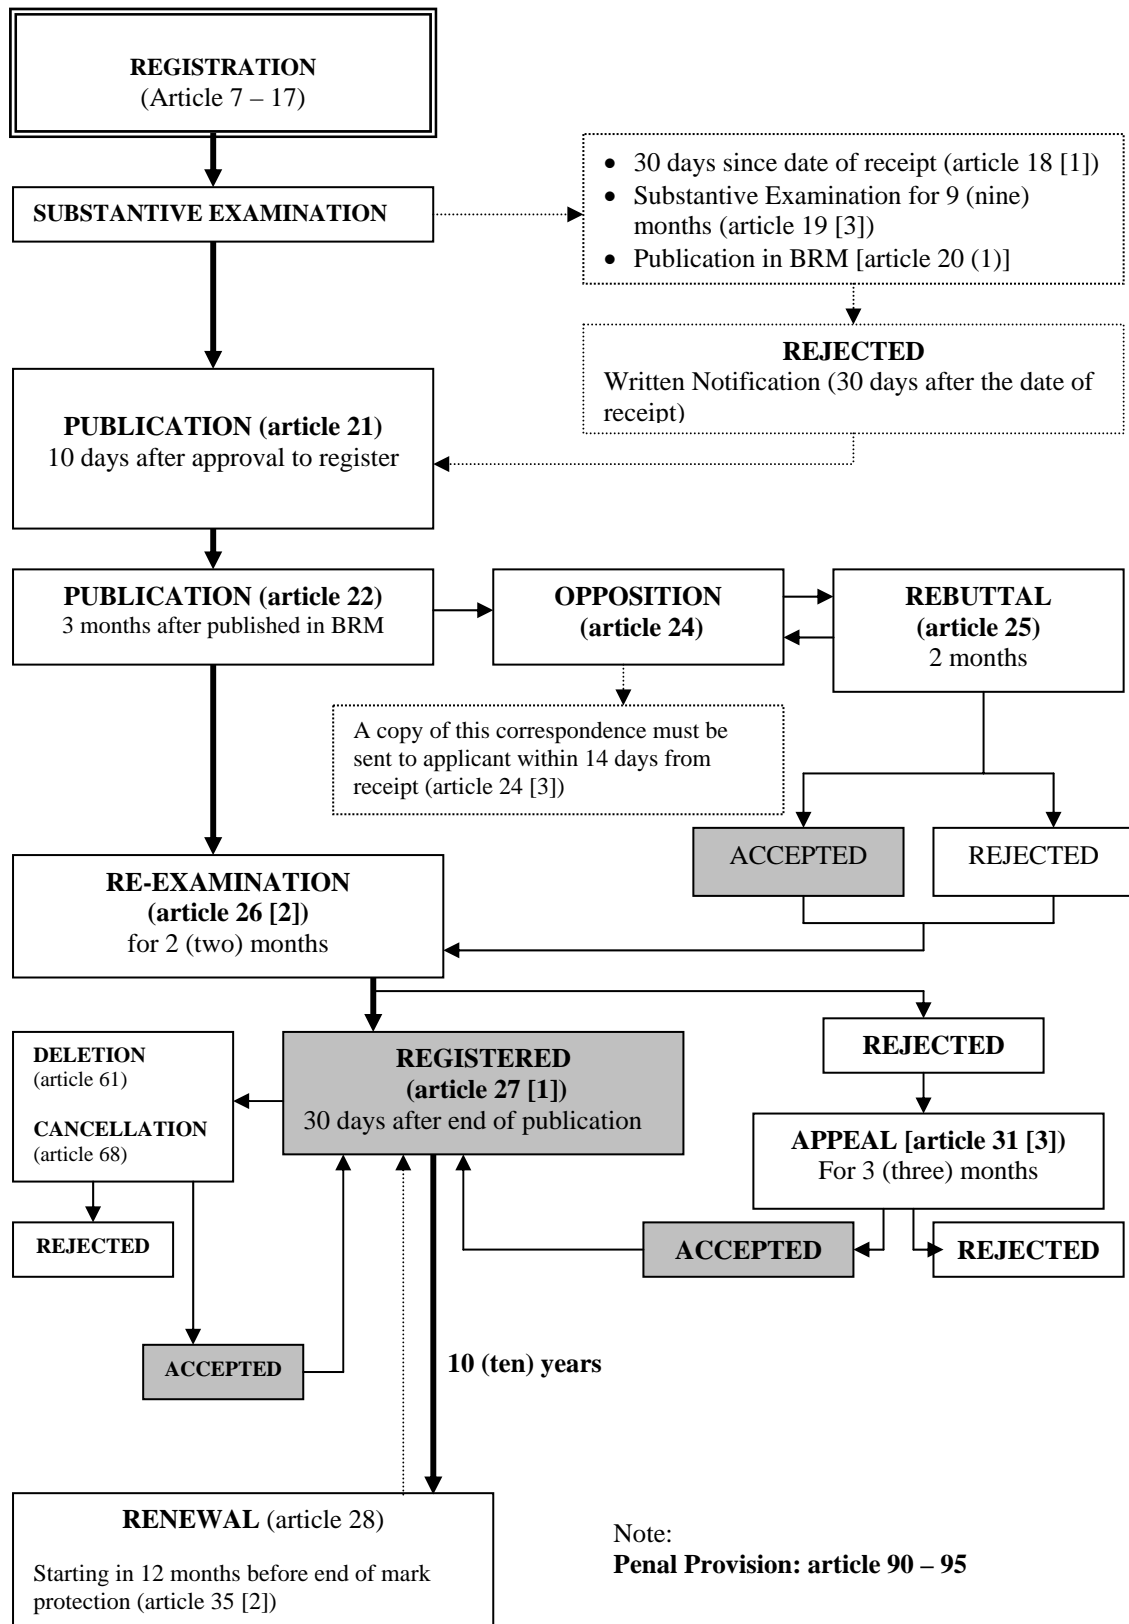 REGISTRATION
(Article 7 – 17)
• 30 days since date of receipt (article 18 [1])
• Substantive Examination for 9 (nine)
months (article 19 [3])
• Publication in BRM [article 20 (1)]
SUBSTANTIVE EXAMINATION
REJECTED
Written Notification (30 days after the date of
receipt)
PUBLICATION (article 21)
10 days after approval to register
PUBLICATION (article 22)
3 months after published in BRM
OPPOSITION
(article 24)
REBUTTAL
(article 25)
2 months
A copy of this correspondence must be
sent to applicant within 14 days from
receipt (article 24 [3])
ACCEPTED
REJECTED
RE-EXAMINATION
(article 26 [2])
for 2 (two) months
REJECTED
DELETION
(article 61)
CANCELLATION
(article 68)
REGISTERED
(article 27 [1])
30 days after end of publication
APPEAL [article 31 [3])
For 3 (three) months
REJECTED
ACCEPTED
REJECTED
ACCEPTED
10 (ten) years
RENEWAL (article 28)
Starting in 12 months before end of mark
protection (article 35 [2])
Note:
Penal Provision: article 90 – 95